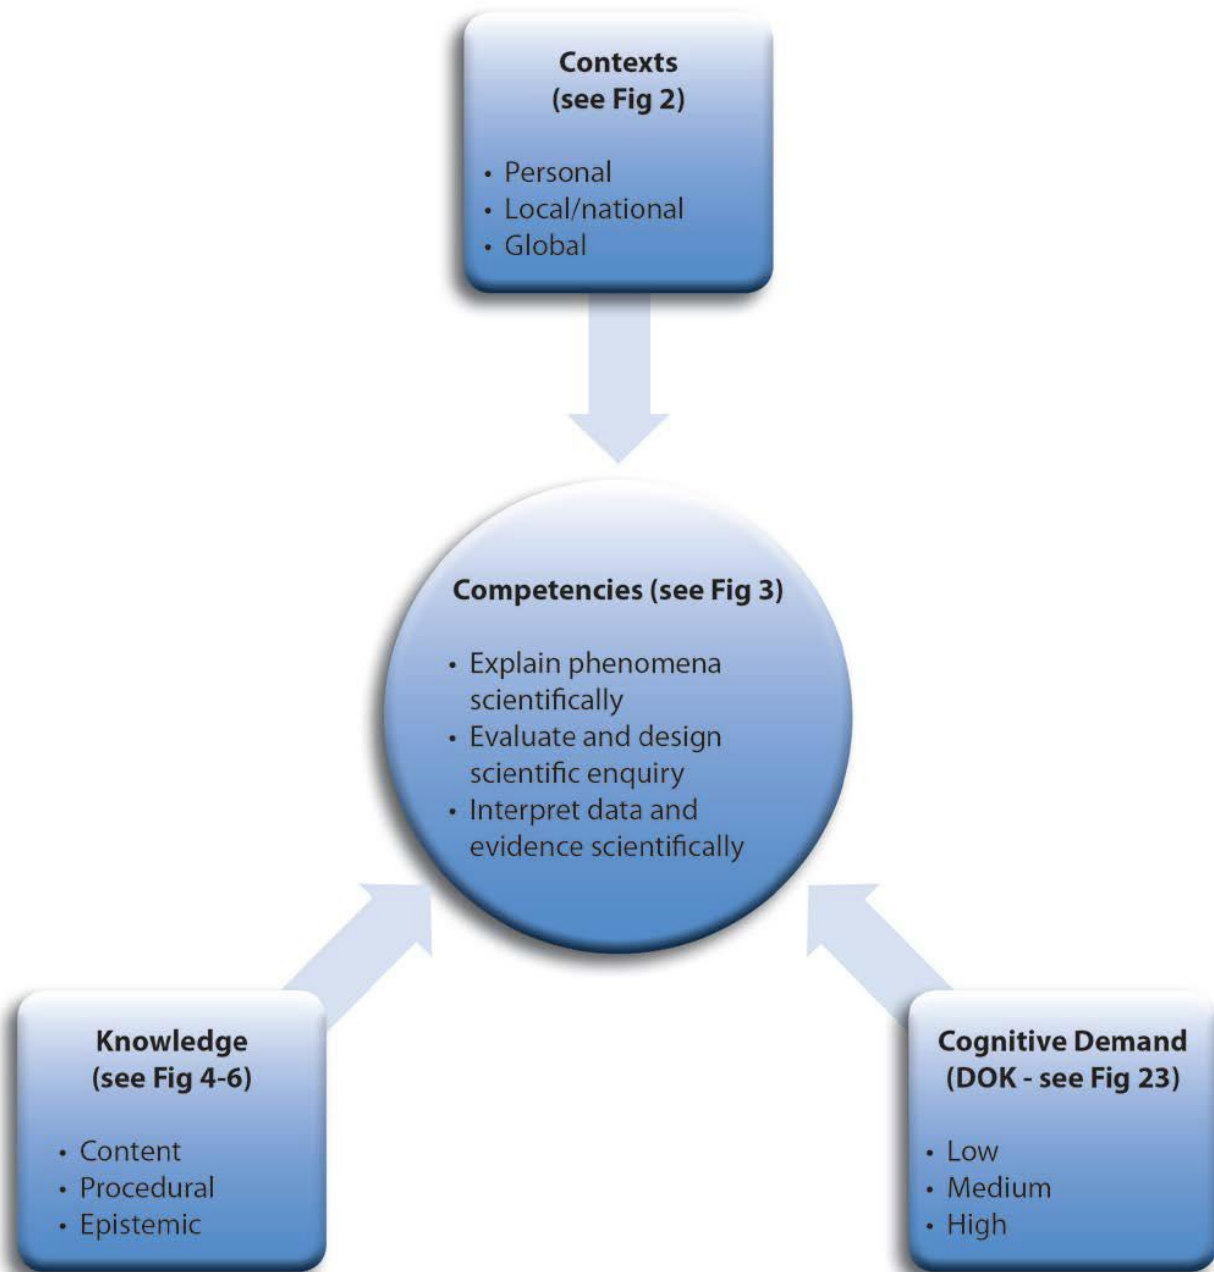 Contexts
(see Fig 2)
• Personal
• Local/national
• Global
Competencies (see Fig 3)
• Explain phenomena
scientifically
• Evaluate and design
scientific enquiry
• Interpret data and
evidence scientifically
Knowledge
(see Fig 4-6)
• Content
• Procedural
• Epistemic
Cognitive Demand
(DOK - see Fig 23)
• Low
• Medium
• High